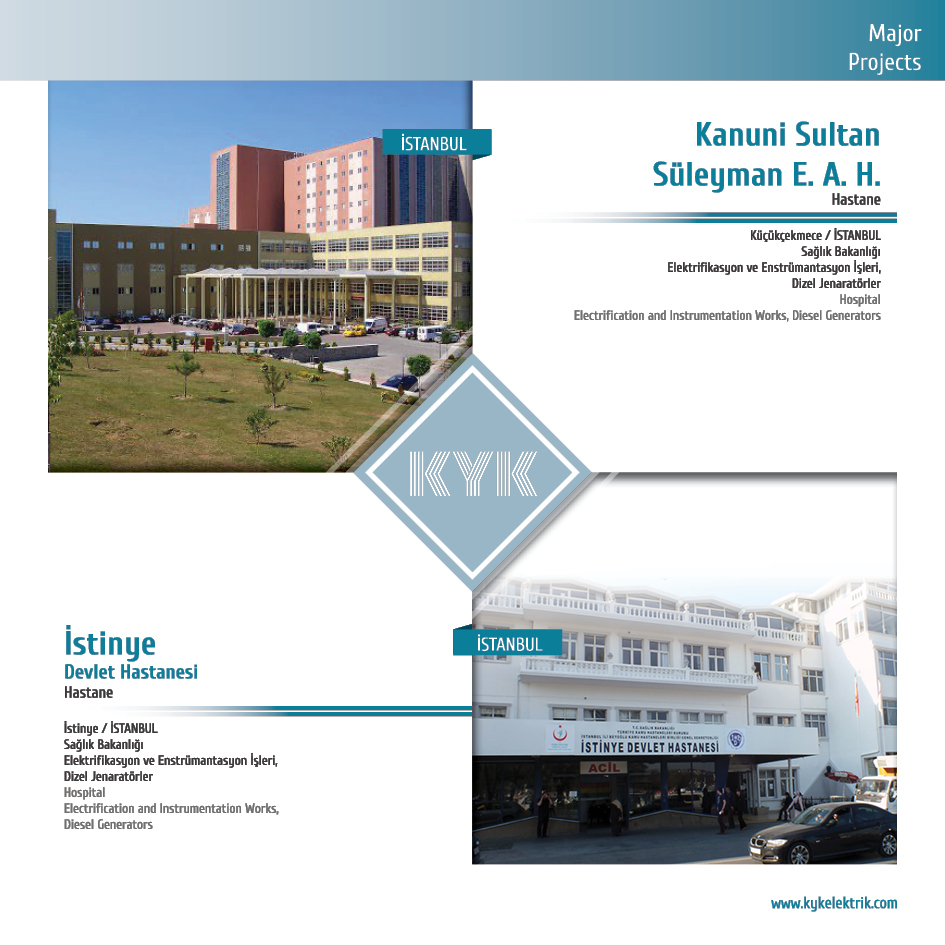 Major
Projects
İSTANBUL
Kanuni Sultan
Süleyman E. A. H.
Hastane
Küçükçekmece / İSTANBUL
Sağlık Bakanlığı
Elektrifikasyon ve Enstrümantasyon İşleri,
Dizel Jenaratörler
Hospital
Electrification and Instrumentation Works, Diesel Generators
KYK
İstinye
Devlet Hastanesi
Hastane
İstinye / İSTANBUL
Sağlık Bakanlığı
Elektrifikasyon ve Enstrümantasyon İşleri,
Dizel Jenaratörler
Hospital
Electrification and Instrumentation Works,
Diesel Generators
İSTANBUL
T.C. SAĞLIK BAKANLIĞI
TÜRKİYE KAMU HASTANELERİ KURUMU
İSTANBUL İLİ BEYOĞLU KAMU HASTANELERİ BİRLİĞİ GENEL SEKRETERLİĞİ
İSTİNYE DEVLET HASTANESİ
ACİL
www.kykelektrik.com